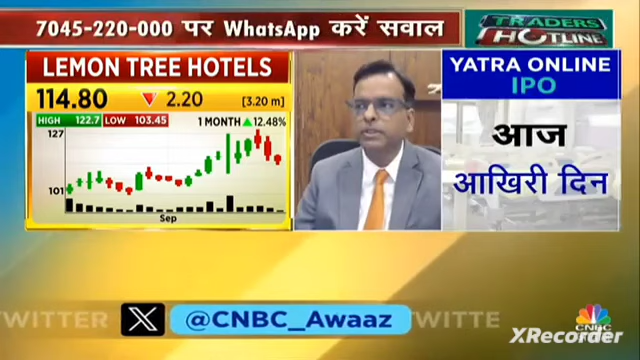 7045-220-000 पर WhatsApp करें सवाल
TRADERS
HOTLINE
LEMON TREE HOTELS
114.80 2.20 [3.20 m]
HIGH 122.7 LOW 103.45 1 MONTH 12.48%
127
101
Sep
YATRA ONLINE
IPO
आज
आखिरी दिन
TWITTER X @CNBC_Awaaz TWITTE
CNBC
XRecorder